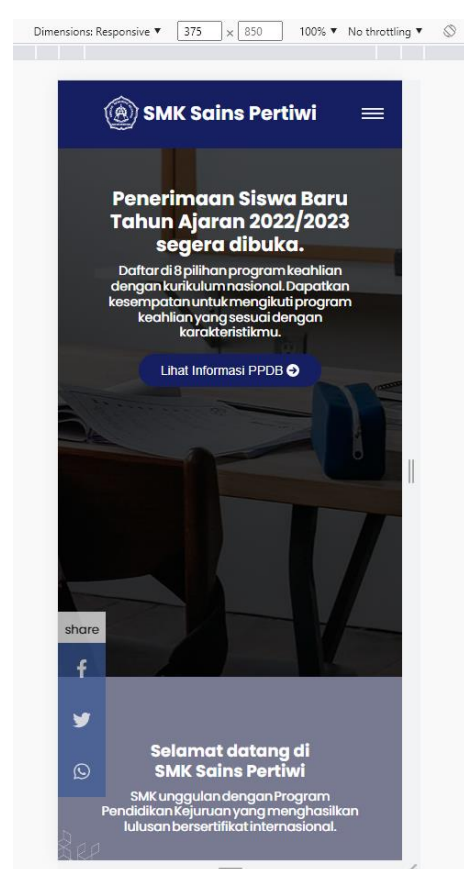 Dimensions: Responsive ▼ 375 x 850 100% ▼ No throttling ▼
SMK Sains Pertiwi
Penerimaan Siswa Baru
Tahun Ajaran 2022/2023
segera dibuka.
Daftar di 8 pilihan program keahlian
dengan kurikulum nasional. Dapatkan
kesempatan untuk mengikuti program
keahlian yang sesuai dengan
karakteristikmu.
Lihat Informasi PPDB
share
Selamat datang di
SMK Sains Pertiwi
SMK unggulan dengan Program
Pendidikan Kejuruan yang menghasilkan
lulusan bersertifikat internasional.